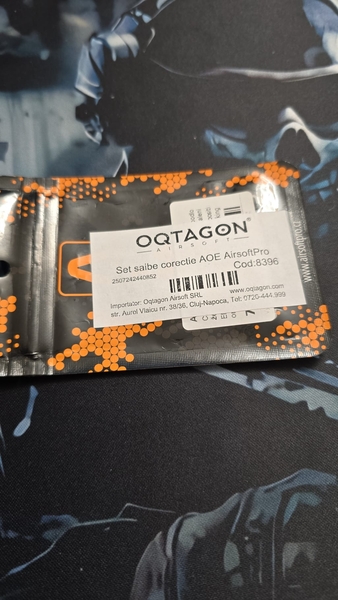 OQTAGON
AIRSOFT
Set saibe corectie AOE AirsoftPro
2507242440852
Cod:8396
Importator: Oqtagon Airsoft SRL
www.oqtagon-airsoft.com
str. Aurel Vlaicu nr. 38/36, Cluj-Napoca, Tel: 0720-444.999